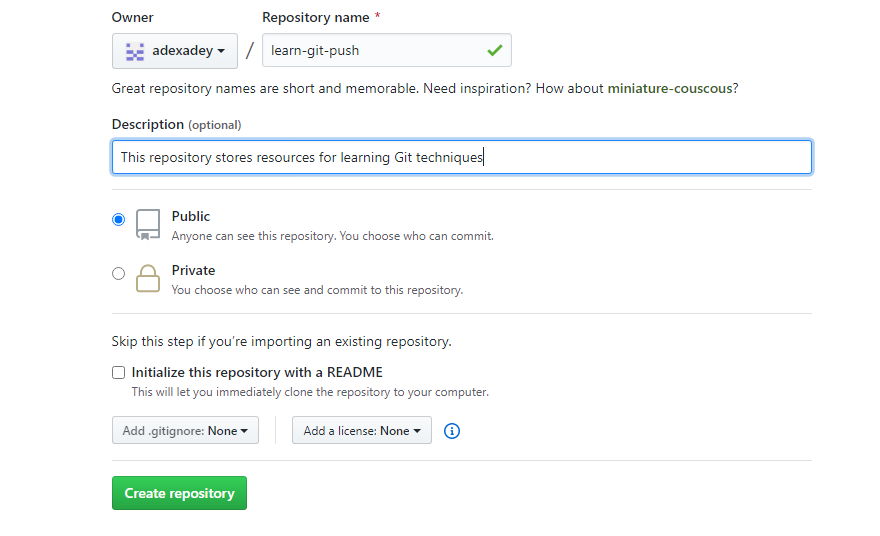 Owner
Repository name *
adexadey / learn-git-push
Great repository names are short and memorable. Need inspiration? How about miniature-couscous?
Description (optional)
This repository stores resources for learning Git techniques
Public
Anyone can see this repository. You choose who can commit.
Private
You choose who can see and commit to this repository.
Skip this step if you're importing an existing repository.
Initialize this repository with a README
This will let you immediately clone the repository to your computer.
Add .gitignore: None
Add a license: None
Create repository